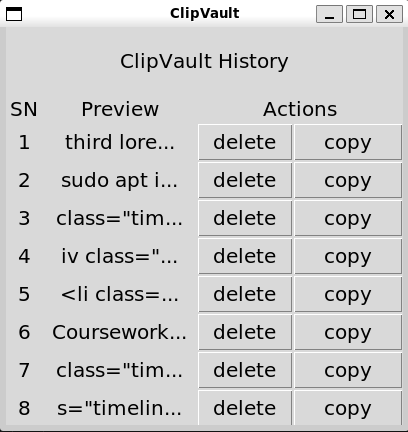 ClipVault
ClipVault History
SN Preview Actions
1 third lore... delete copy
2 sudo apt i... delete copy
3 class="tim... delete copy
4 iv class="... delete copy
5 <li class=... delete copy
6 Coursework... delete copy
7 class="tim... delete copy
8 s="timelin... delete copy